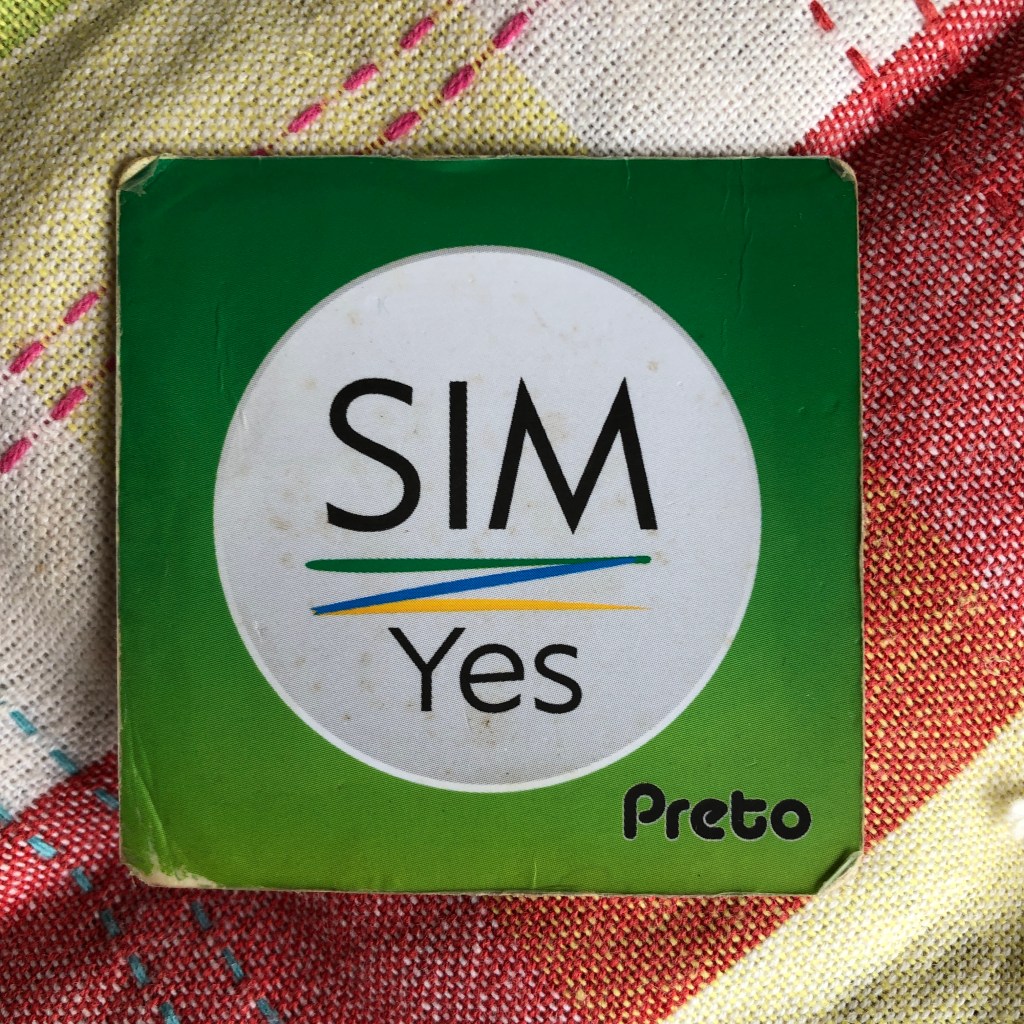 SIM
Yes
Preto